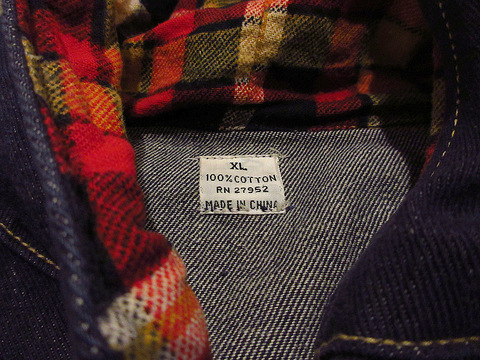 XL
100% COTTON
RN 27952
MADE IN CHINA